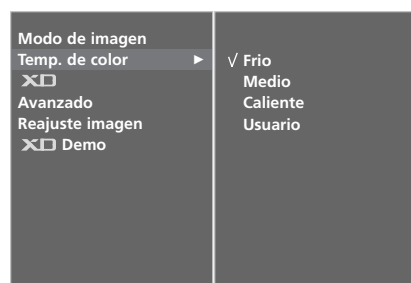 Modo de imagen
Temp. de color ►
XD
Avanzado
Reajuste imagen
XD Demo
√ Frio
Medio
Caliente
Usuario